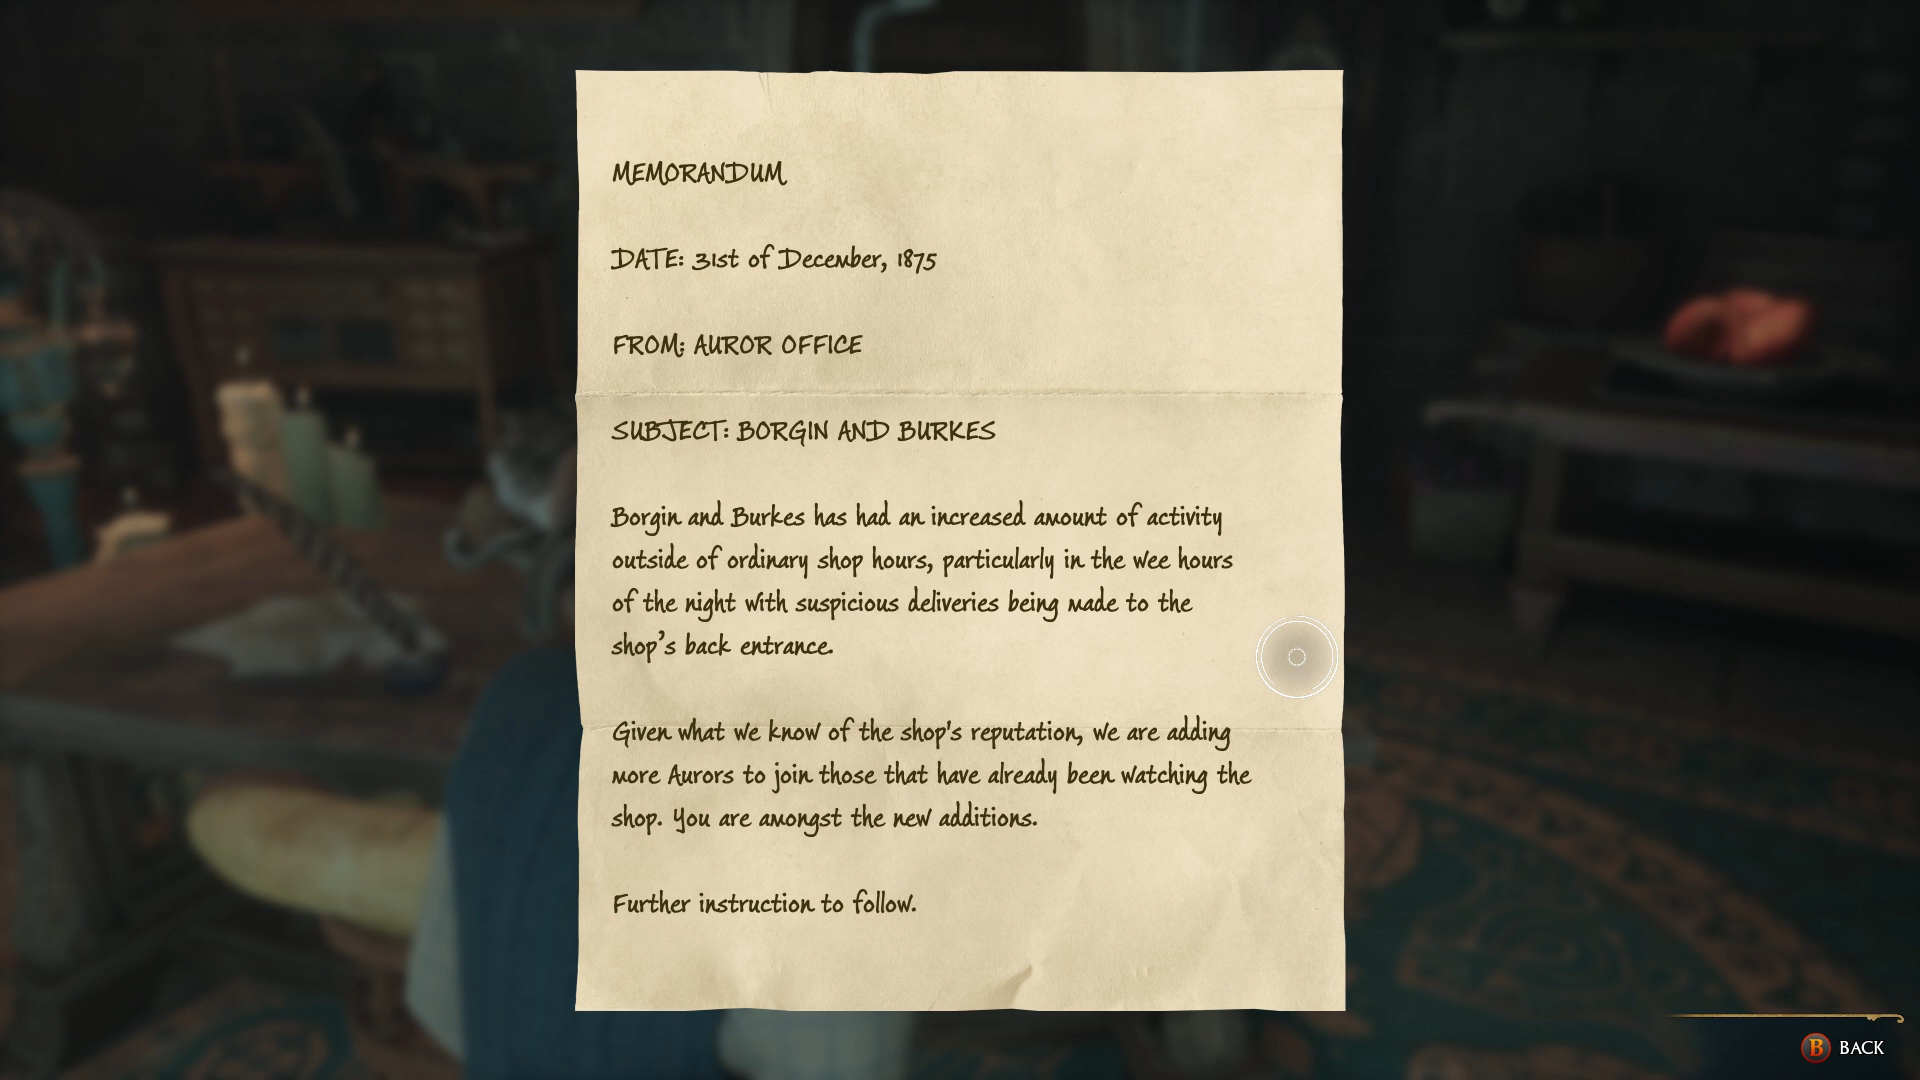 MEMORANDUM
DATE: 31st of December, 1875
FROM: AUROR OFFICE
SUBJECT: BORGIN AND BURKES
Borgin and Burkes has had an increased amount of activity
outside of ordinary shop hours, particularly in the wee hours
of the night with suspicious deliveries being made to the
shop’s back entrance.
Given what we know of the shop's reputation, we are adding
more Aurors to join those that have already been watching the
shop. You are amongst the new additions.
Further instruction to follow.
B BACK